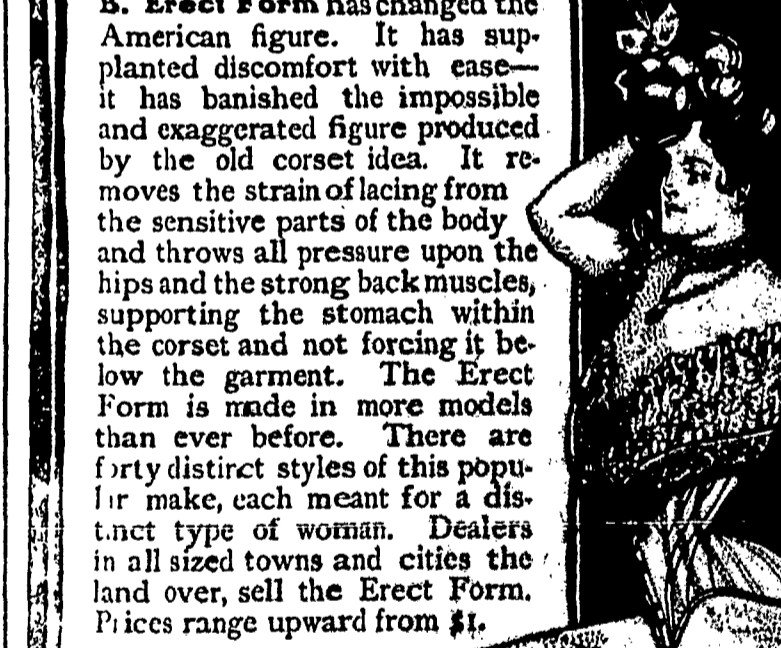 B. Erect Form has changed the
American figure. It has sup-
planted discomfort with ease—
it has banished the impossible
and exaggerated figure produced
by the old corset idea. It re-
moves the strain of lacing from
the sensitive parts of the body
and throws all pressure upon the
hips and the strong back muscles,
supporting the stomach within
the corset and not forcing it be-
low the garment. The Erect
Form is made in more models
than ever before. There are
forty distinct styles of this popu-
lar make, each meant for a dis-
tinct type of woman. Dealers
in all sized towns and cities the
land over, sell the Erect Form.
Prices range upward from $1.